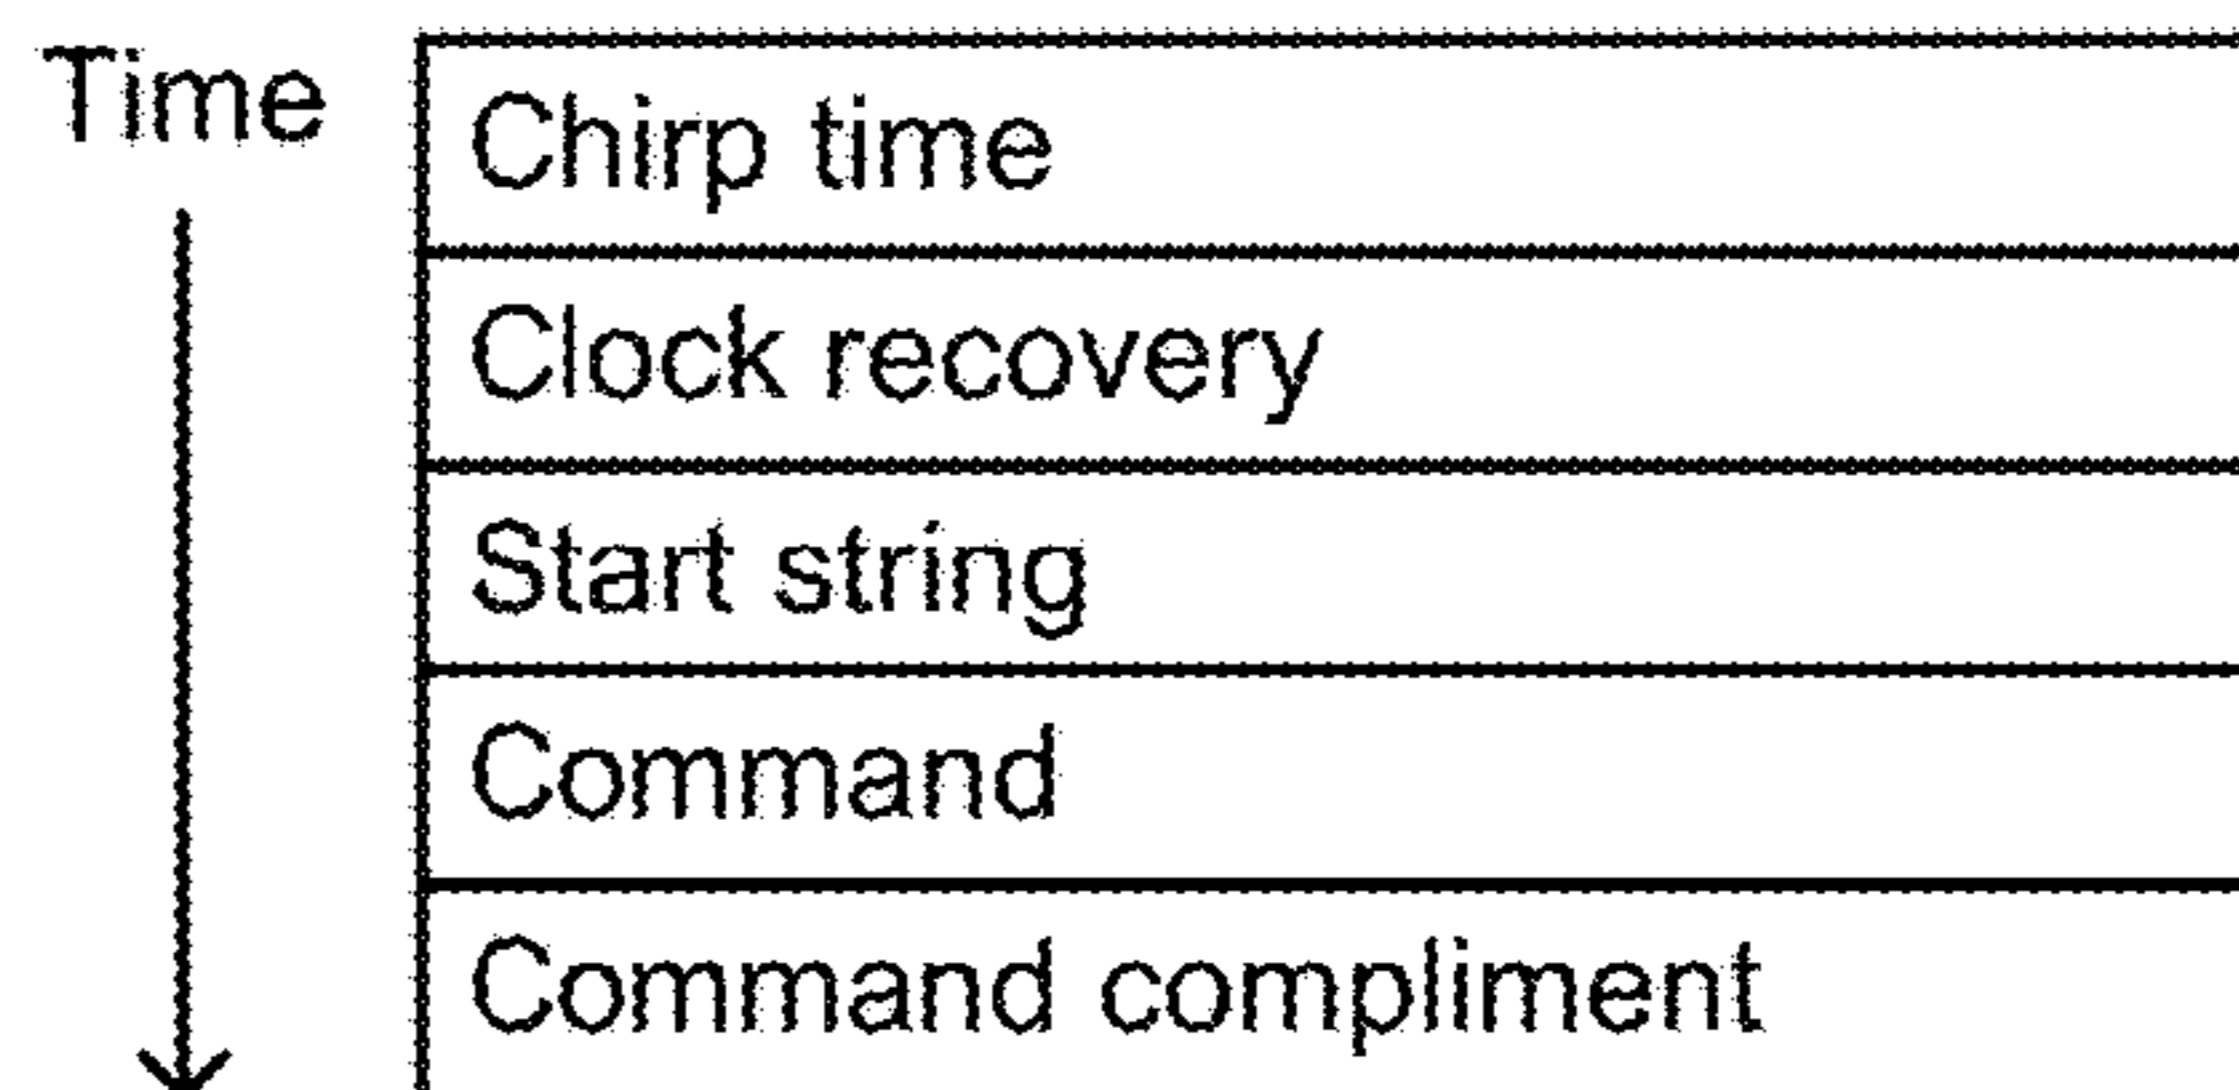 Time
Chirp time
Clock recovery
Start string
Command
Command compliment